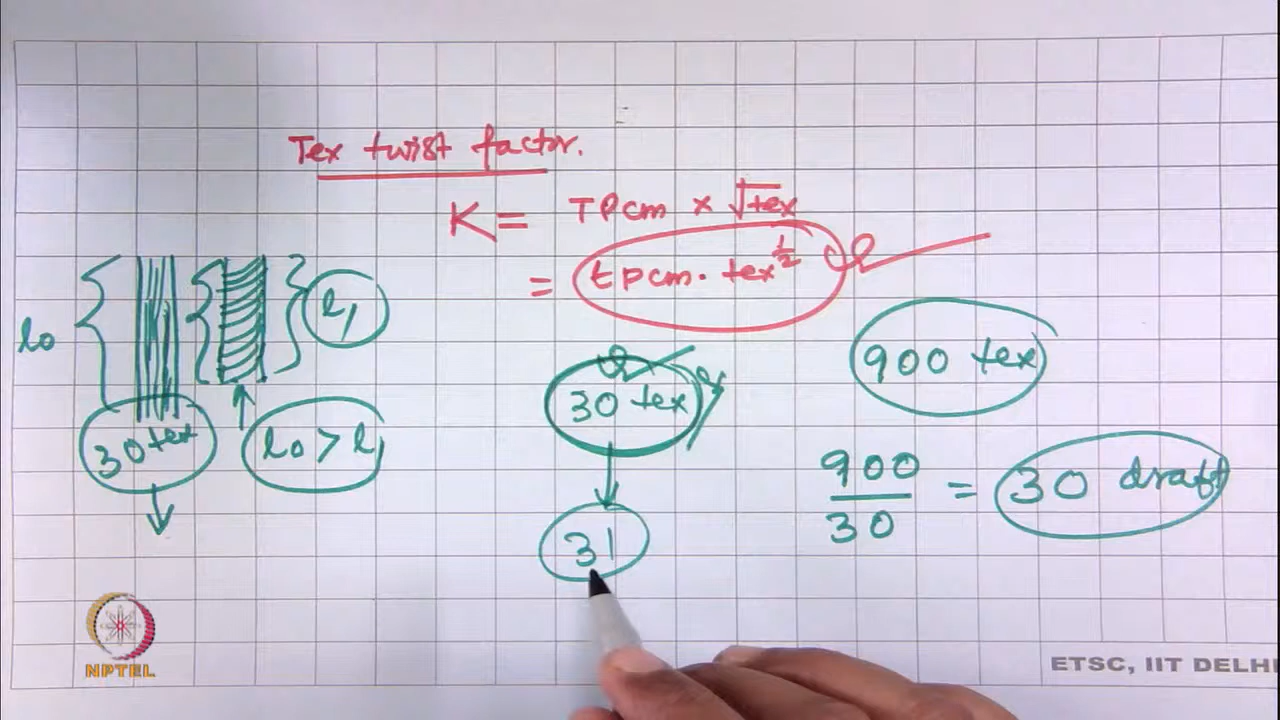 Tex twist factor.
K = TPcm × √tex
= tpcm. tex^1/2
l0
l1
30 tex
l0 > l1
30 tex
31
900 tex
900/30 = 30 draft
NPTEL
ETSC, IIT DELHI